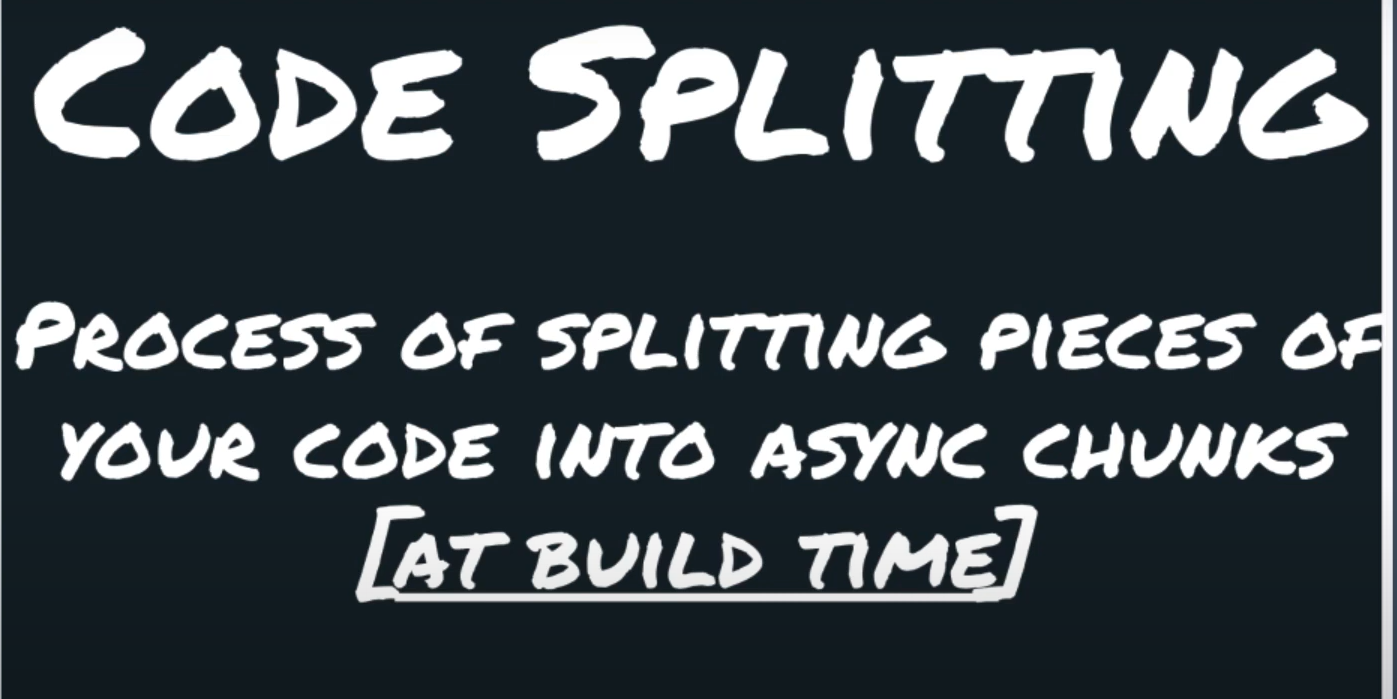 CODE SPLITTING
PROCESS OF SPLITTING PIECES OF
YOUR CODE INTO ASYNC CHUNKS
[AT BUILD TIME]